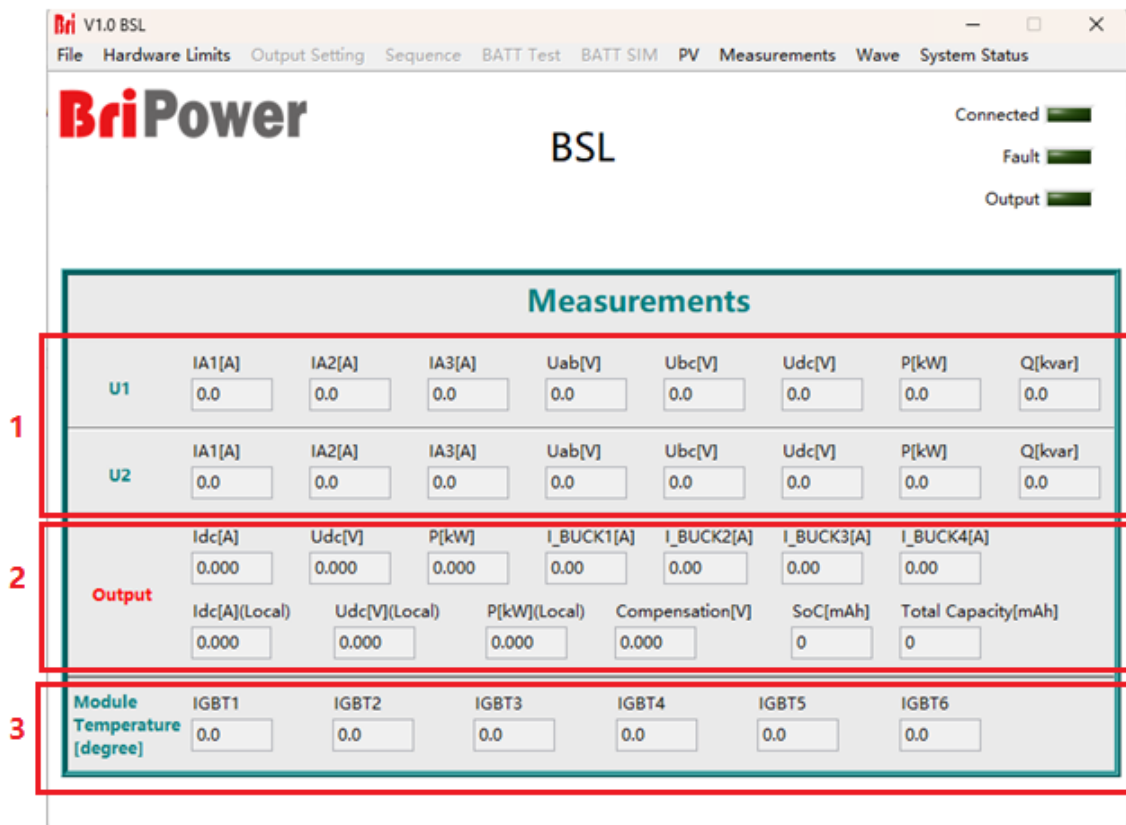 Bri V1.0 BSL
File Hardware Limits Output Setting Sequence BATT Test BATT SIM PV Measurements Wave System Status
BriPower
BSL
Connected
Fault
Output
Measurements
1
U1
IA1[A] IA2[A] IA3[A] Uab[V] Ubc[V] Udc[V] P[kW] Q[kvar]
0.0 0.0 0.0 0.0 0.0 0.0 0.0 0.0
U2
IA1[A] IA2[A] IA3[A] Uab[V] Ubc[V] Udc[V] P[kW] Q[kvar]
0.0 0.0 0.0 0.0 0.0 0.0 0.0 0.0
2
Output
Idc[A] Udc[V] P[kW] I_BUCK1[A] I_BUCK2[A] I_BUCK3[A] I_BUCK4[A]
0.000 0.000 0.000 0.00 0.00 0.00 0.00
Idc[A](Local) Udc[V](Local) P[kW](Local) Compensation[V] SoC[mAh] Total Capacity[mAh]
0.000 0.000 0.000 0.000 0 0
3
Module
Temperature
[degree]
IGBT1 IGBT2 IGBT3 IGBT4 IGBT5 IGBT6
0.0 0.0 0.0 0.0 0.0 0.0